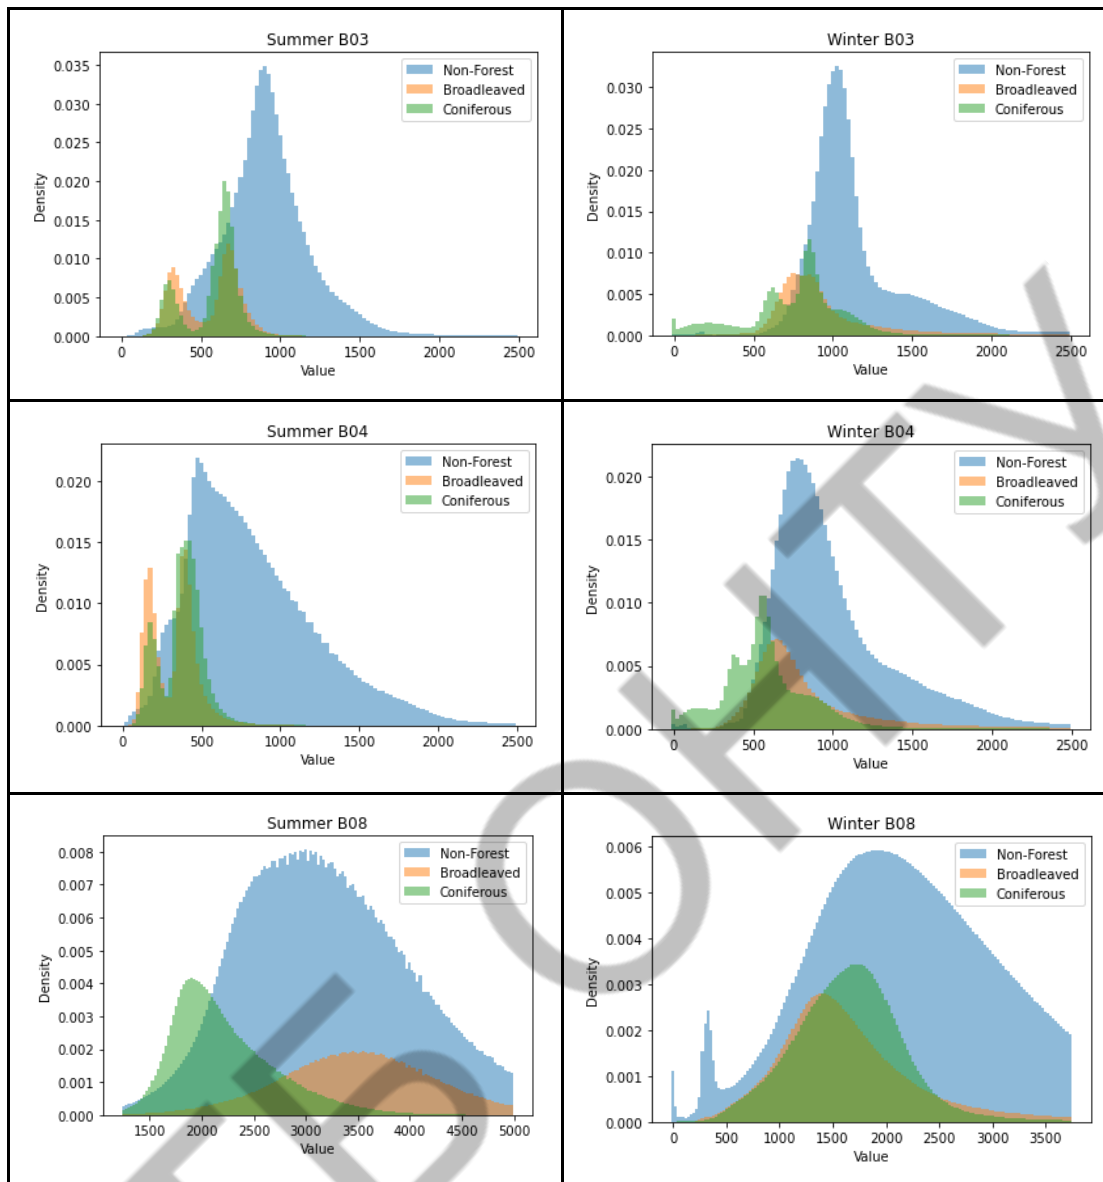 Summer B03
0.035
0.030
0.025
0.020
0.015
0.010
0.005
0.000
Density
Non-Forest
Broadleaved
Coniferous
0 500 1000 1500 2000 2500
Value
Winter B03
0.030
0.025
0.020
0.015
0.010
0.005
0.000
Density
Non-Forest
Broadleaved
Coniferous
0 500 1000 1500 2000 2500
Value
Summer B04
0.020
0.015
0.010
0.005
0.000
Density
Non-Forest
Broadleaved
Coniferous
0 500 1000 1500 2000 2500
Value
Winter B04
0.020
0.015
0.010
0.005
0.000
Density
Non-Forest
Broadleaved
Coniferous
0 500 1000 1500 2000 2500
Value
Summer B08
0.008
0.007
0.006
0.005
0.004
0.003
0.002
0.001
0.000
Density
Non-Forest
Broadleaved
Coniferous
1500 2000 2500 3000 3500 4000 4500 5000
Value
Winter B08
0.006
0.005
0.004
0.003
0.002
0.001
0.000
Density
Non-Forest
Broadleaved
Coniferous
0 500 1000 1500 2000 2500 3000 3500
Value